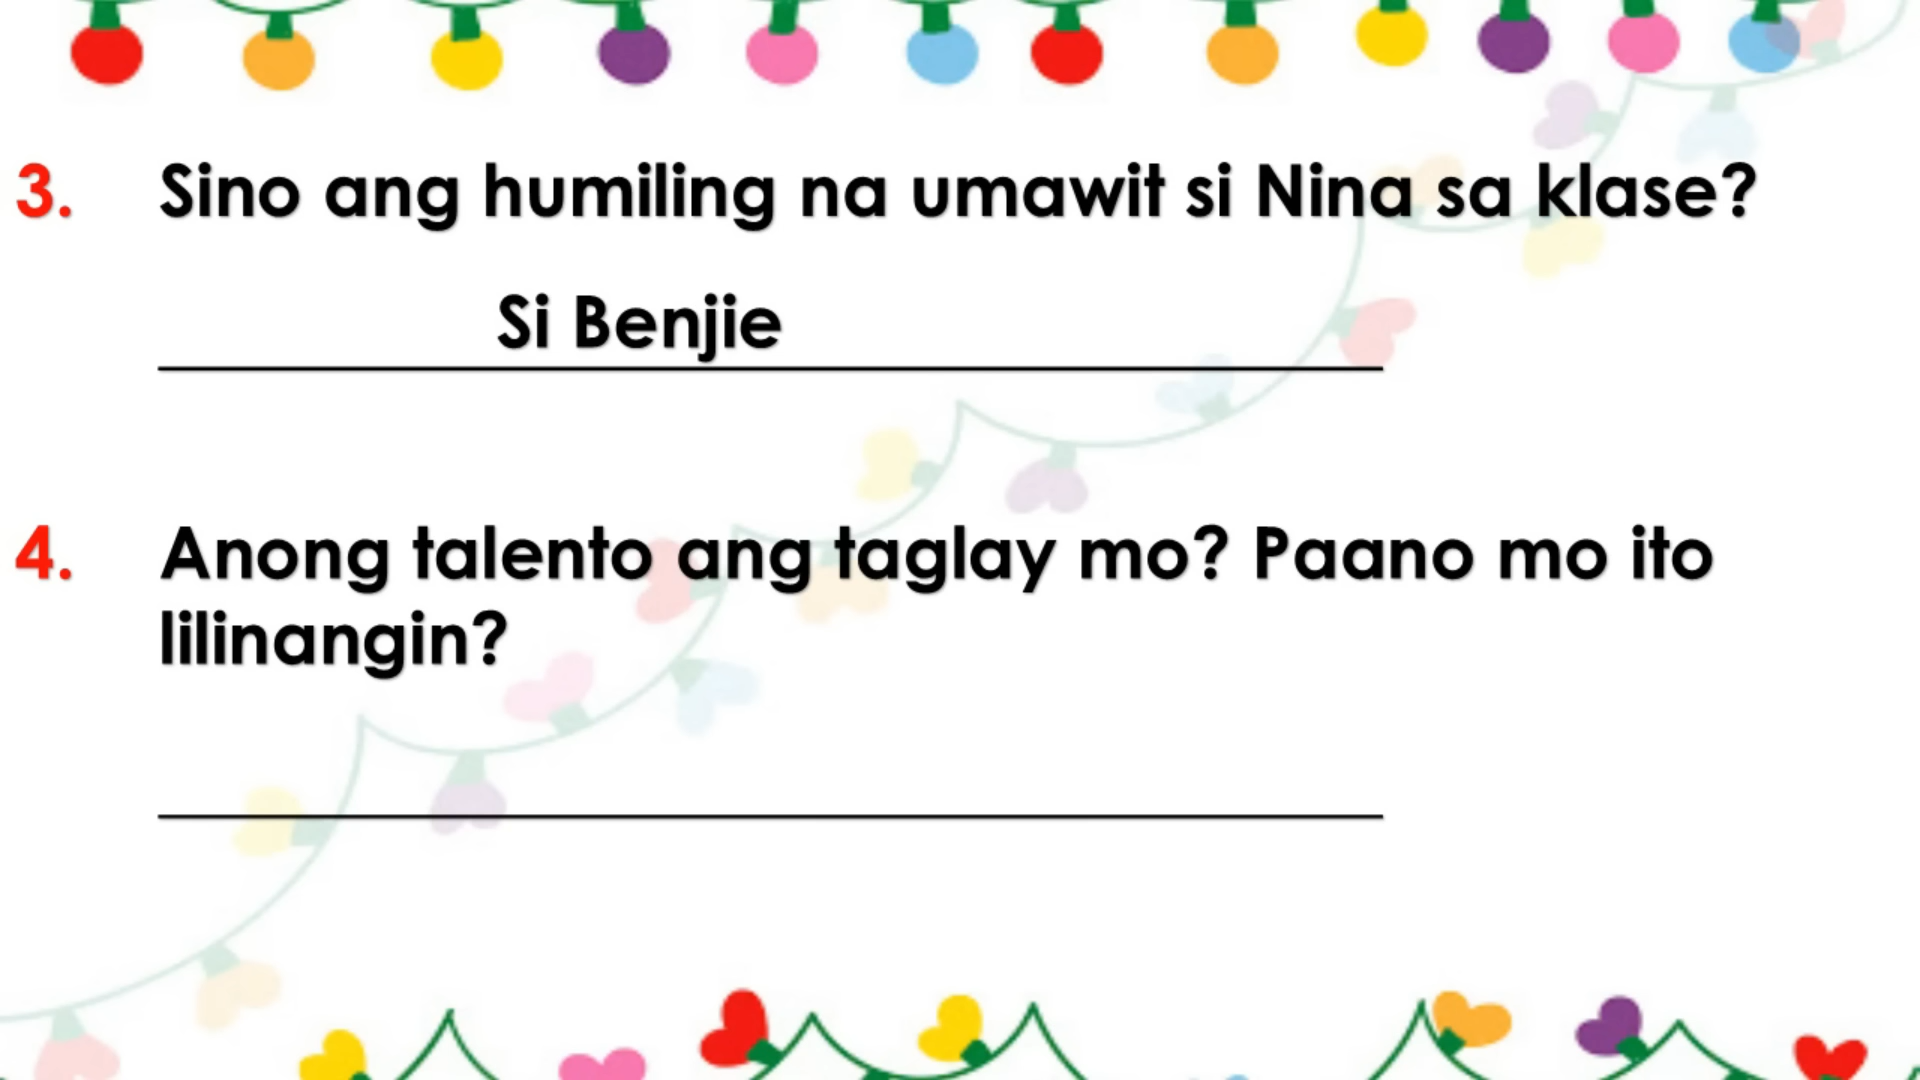 3. Sino ang humiling na umawit si Nina sa klase?
Si Benjie
4. Anong talento ang taglay mo? Paano mo ito
lilinangin?